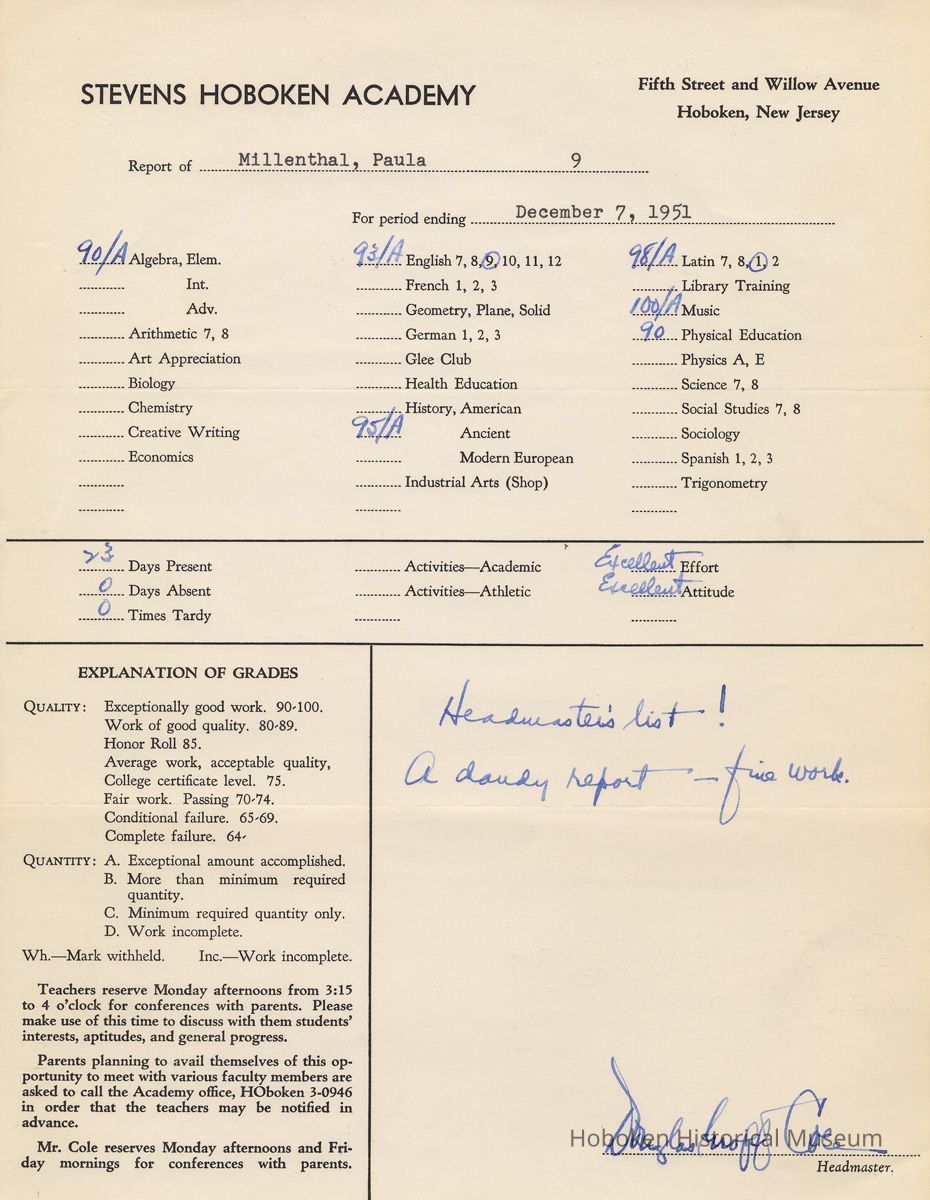 STEVENS HOBOKEN ACADEMY
Fifth Street and Willow Avenue
Hoboken, New Jersey
Report of Millenthal, Paula 9
For period ending December 7, 1951
90/A Algebra, Elem.
Int.
Adv.
Arithmetic 7, 8
Art Appreciation
Biology
Chemistry
Creative Writing
Economics
93/A English 7, 8, 9, 10, 11, 12
French 1, 2, 3
Geometry, Plane, Solid
German 1, 2, 3
Glee Club
Health Education
History, American
95/A Ancient
Modern European
Industrial Arts (Shop)
98/A Latin 7, 8, 1, 2
Library Training
100/A Music
90 Physical Education
Physics A, E
Science 7, 8
Social Studies 7, 8
Sociology
Spanish 1, 2, 3
Trigonometry
23 Days Present
0 Days Absent
0 Times Tardy
Activities—Academic
Activities—Athletic
Excellent Effort
Excellent Attitude
EXPLANATION OF GRADES
QUALITY: Exceptionally good work. 90-100.
Work of good quality. 80-89.
Honor Roll 85.
Average work, acceptable quality,
College certificate level. 75.
Fair work. Passing 70-74.
Conditional failure. 65-69.
Complete failure. 64-
QUANTITY: A. Exceptional amount accomplished.
B. More than minimum required
quantity.
C. Minimum required quantity only.
D. Work incomplete.
Wh.—Mark withheld. Inc.—Work incomplete.
Teachers reserve Monday afternoons from 3:15
to 4 o'clock for conferences with parents. Please
make use of this time to discuss with them students'
interests, aptitudes, and general progress.
Parents planning to avail themselves of this op-
portunity to meet with various faculty members are
asked to call the Academy office, HOboken 3-0946
in order that the teachers may be notified in
advance.
Mr. Cole reserves Monday afternoons and Fri-
day mornings for conferences with parents.
Headmaster's list!
A dandy report — fine work.
Douglas Groff Cole
Hoboken Historical Museum
Headmaster.